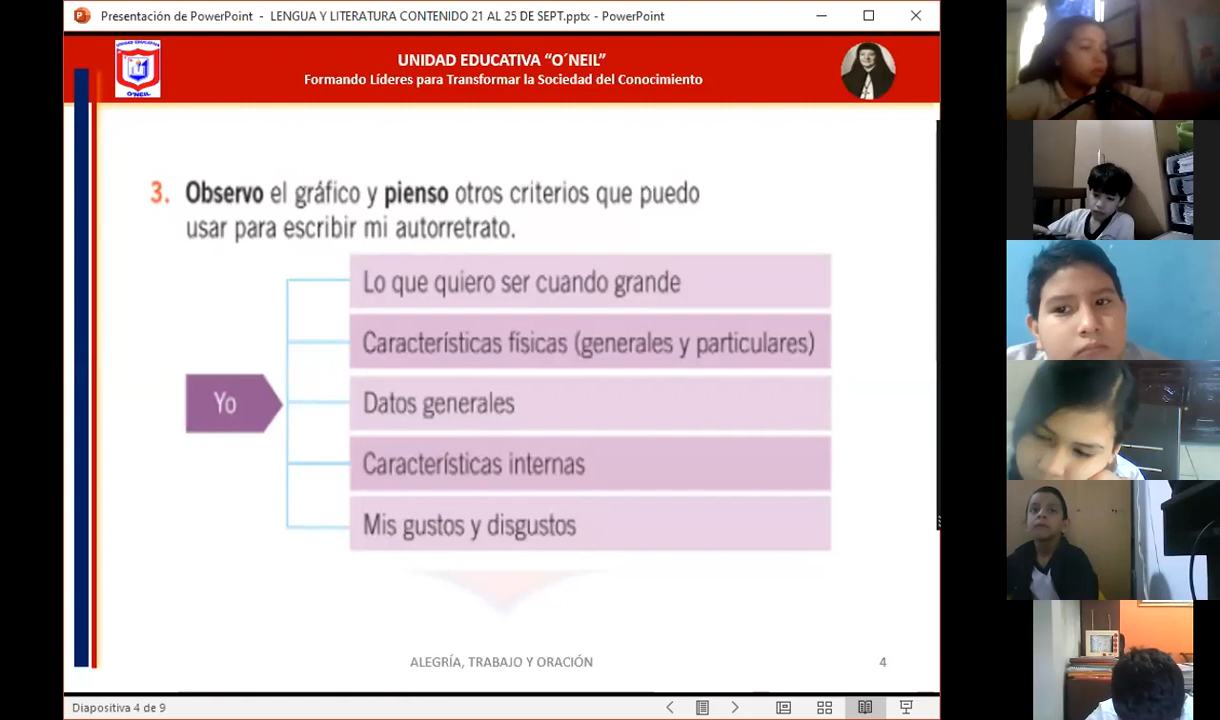 Presentación de PowerPoint - LENGUA Y LITERATURA CONTENIDO 21 AL 25 DE SEPT.pptx - PowerPoint
UNIDAD EDUCATIVA
O´NEIL
UNIDAD EDUCATIVA “O´NEIL”
Formando Líderes para Transformar la Sociedad del Conocimiento
3. Observo el gráfico y pienso otros criterios que puedo
usar para escribir mi autorretrato.
Yo
Lo que quiero ser cuando grande
Características físicas (generales y particulares)
Datos generales
Características internas
Mis gustos y disgustos
ALEGRÍA, TRABAJO Y ORACIÓN
4
Diapositiva 4 de 9